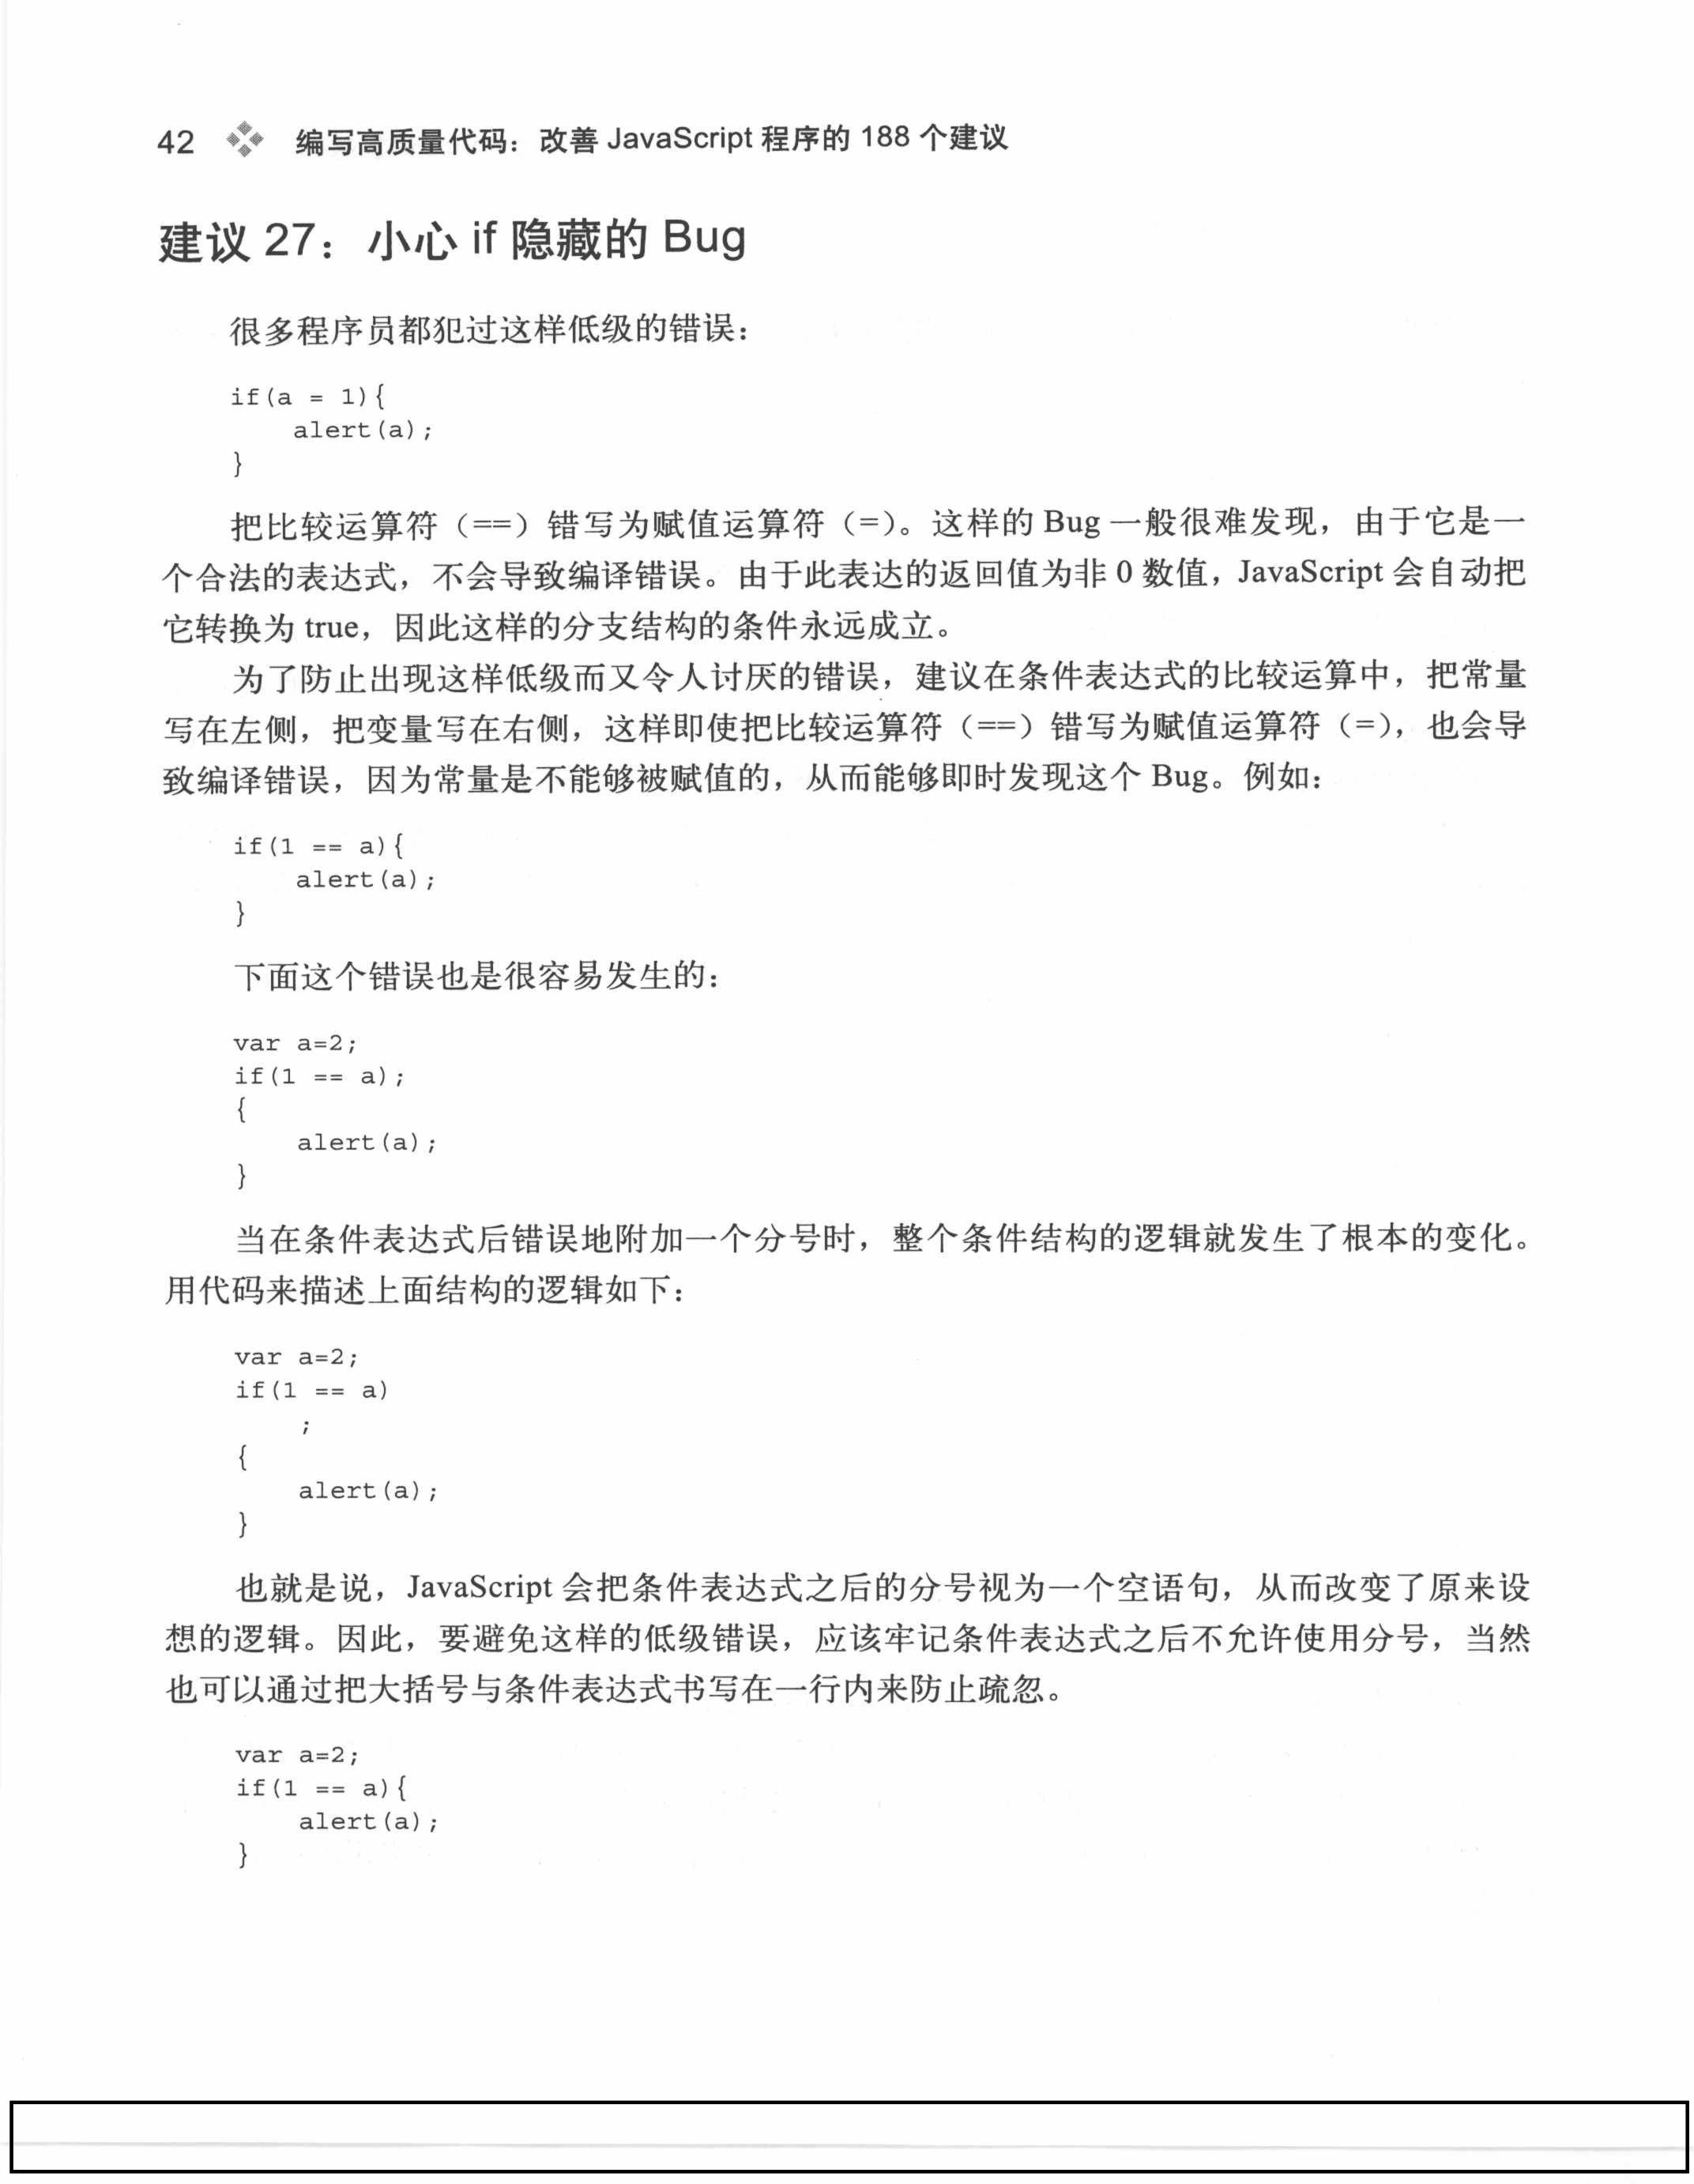 42 编写高质量代码：改善 JavaScript 程序的 188 个建议
建议 27：小心 if 隐藏的 Bug
很多程序员都犯过这样低级的错误：
if(a = 1){
    alert(a);
}
把比较运算符（==）错写为赋值运算符（=）。这样的 Bug 一般很难发现，由于它是一
个合法的表达式，不会导致编译错误。由于此表达的返回值为非 0 数值，JavaScript 会自动把
它转换为 true，因此这样的分支结构的条件永远成立。
为了防止出现这样低级而又令人讨厌的错误，建议在条件表达式的比较运算中，把常量
写在左侧，把变量写在右侧，这样即使把比较运算符（==）错写为赋值运算符（=），也会导
致编译错误，因为常量是不能够被赋值的，从而能够即时发现这个 Bug。例如：
if(1 == a){
    alert(a);
}
下面这个错误也是很容易发生的：
var a=2;
if(1 == a);
{
    alert(a);
}
当在条件表达式后错误地附加一个分号时，整个条件结构的逻辑就发生了根本的变化。
用代码来描述上面结构的逻辑如下：
var a=2;
if(1 == a)
    ;
{
    alert(a);
}
也就是说，JavaScript 会把条件表达式之后的分号视为一个空语句，从而改变了原来设
想的逻辑。因此，要避免这样的低级错误，应该牢记条件表达式之后不允许使用分号，当然
也可以通过把大括号与条件表达式书写在一行内来防止疏忽。
var a=2;
if(1 == a){
    alert(a);
}